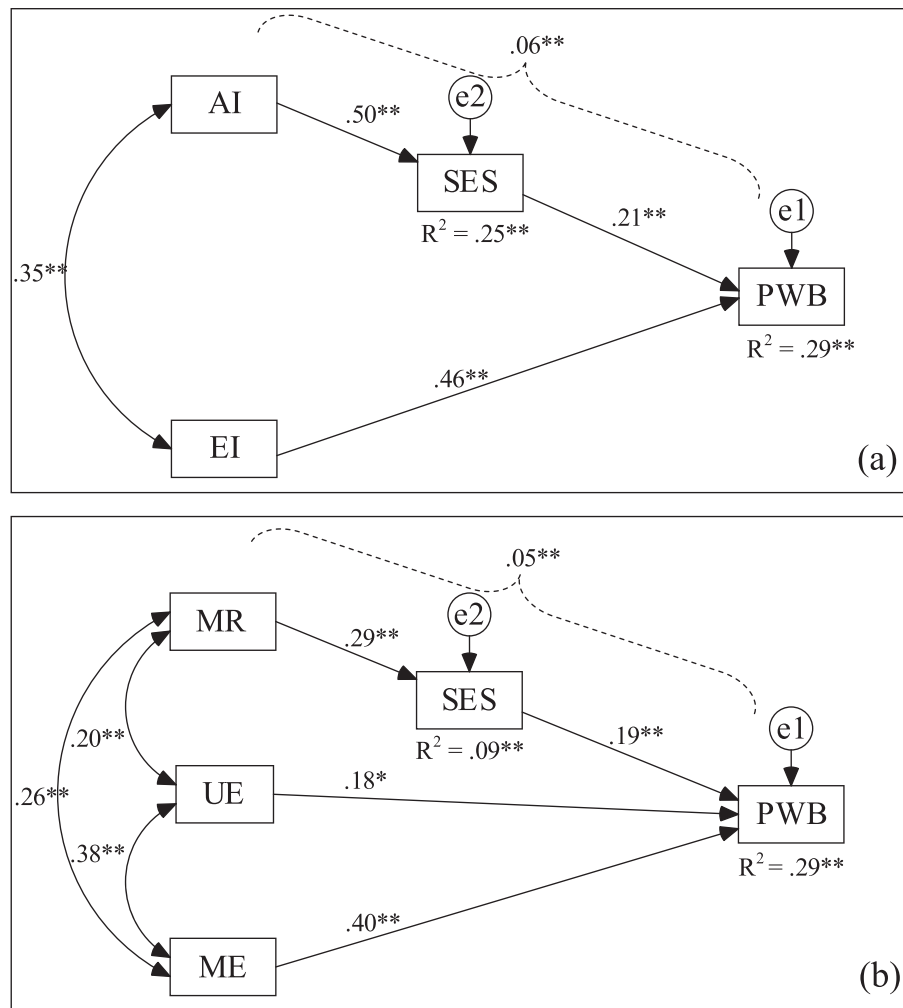 .06**
AI
e2
.50**
SES
R² = .25**
.21**
e1
.35**
PWB
R² = .29**
.46**
EI
(a)
.05**
MR
e2
.29**
SES
R² = .09**
.19**
e1
.20**
.26**
UE
.18*
PWB
R² = .29**
.38**
.40**
ME
(b)